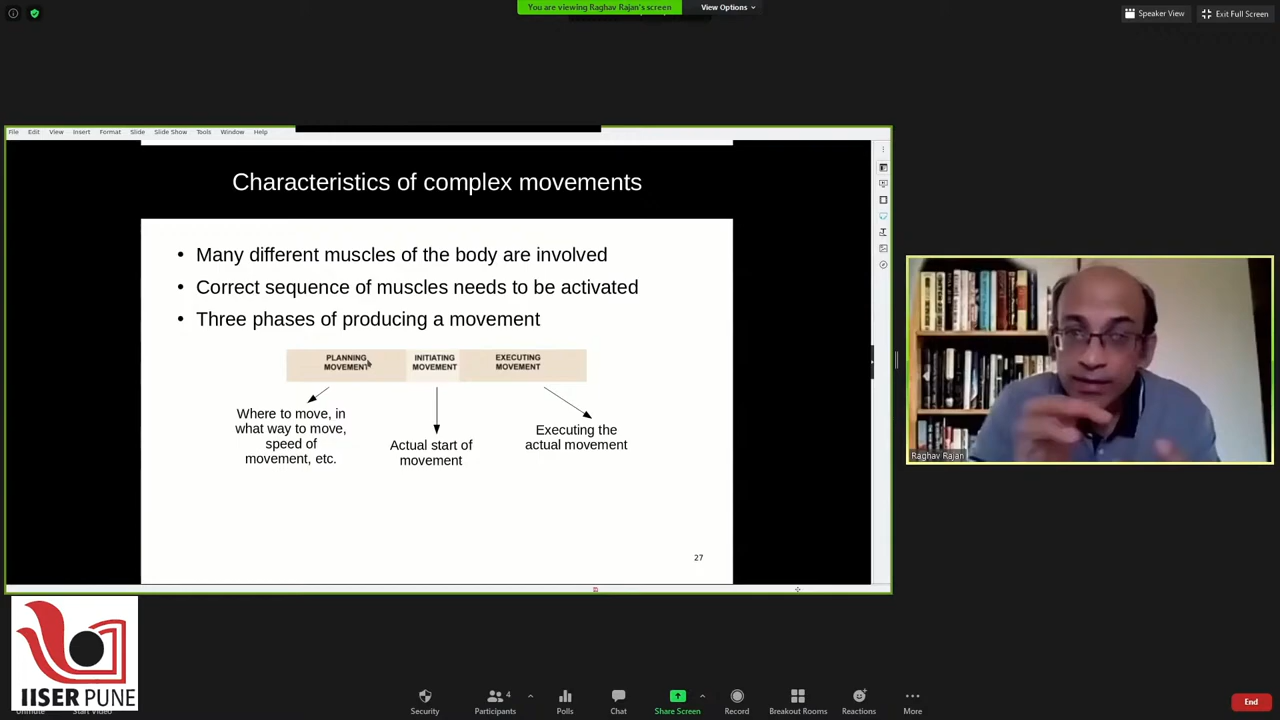 You are viewing Raghav Rajan's screen
View Options
Speaker View
Exit Full Screen
File Edit View Insert Format Slide Slide Show Tools Window Help
Characteristics of complex movements
• Many different muscles of the body are involved
• Correct sequence of muscles needs to be activated
• Three phases of producing a movement
PLANNING
MOVEMENT
INITIATING
MOVEMENT
EXECUTING
MOVEMENT
Where to move, in
what way to move,
speed of
movement, etc.
Actual start of
movement
Executing the
actual movement
27
Raghav Rajan
IISER PUNE
Security
Participants
4
Polls
Chat
Share Screen
Record
Breakout Rooms
Reactions
More
End